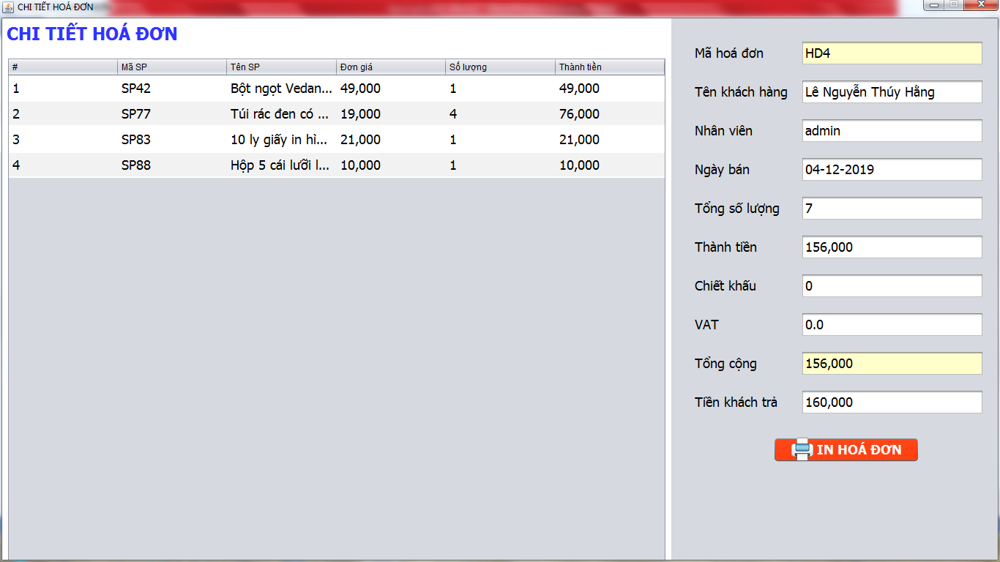 CHI TIẾT HOÁ ĐƠN
CHI TIẾT HOÁ ĐƠN
# Mã SP Tên SP Đơn giá Số lượng Thành tiền
1 SP42 Bột ngọt Vedan... 49,000 1 49,000
2 SP77 Túi rác đen có ... 19,000 4 76,000
3 SP83 10 ly giấy in hì... 21,000 1 21,000
4 SP88 Hộp 5 cái lưỡi l... 10,000 1 10,000
Mã hoá đơn HD4
Tên khách hàng Lê Nguyễn Thúy Hằng
Nhân viên admin
Ngày bán 04-12-2019
Tổng số lượng 7
Thành tiền 156,000
Chiết khấu 0
VAT 0.0
Tổng cộng 156,000
Tiền khách trả 160,000
IN HOÁ ĐƠN